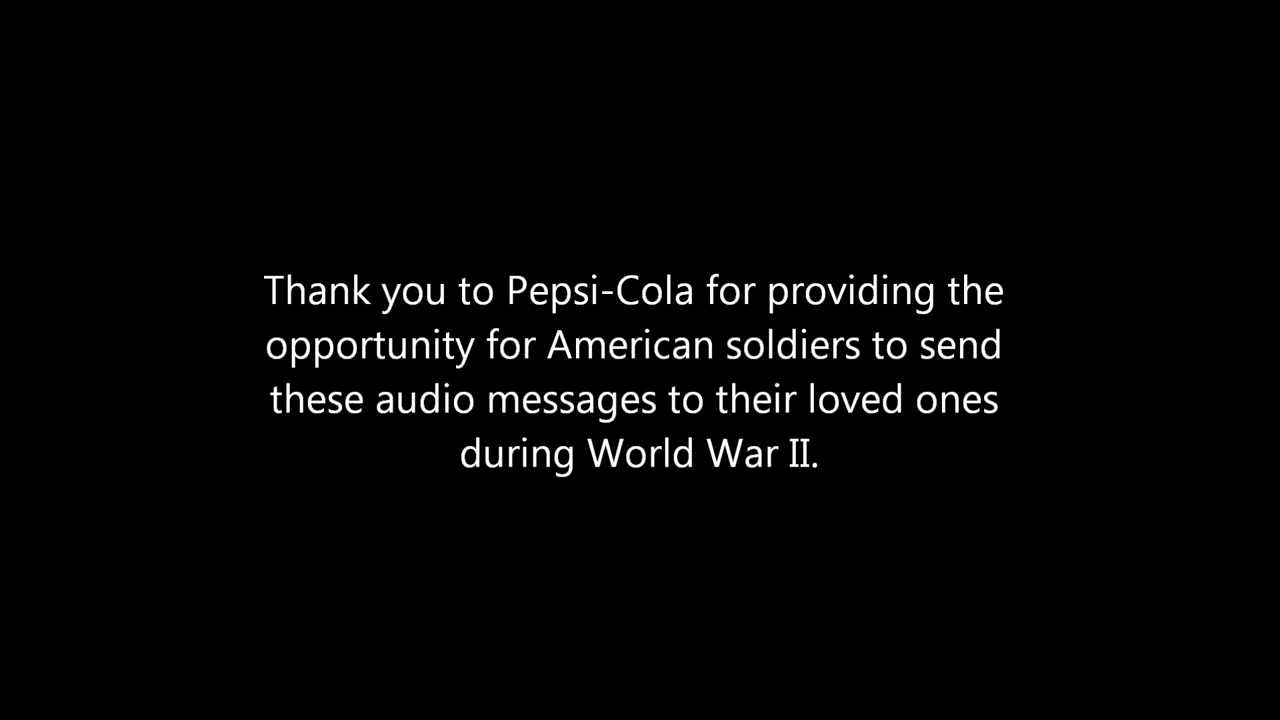 Thank you to Pepsi-Cola for providing the
opportunity for American soldiers to send
these audio messages to their loved ones
during World War II.